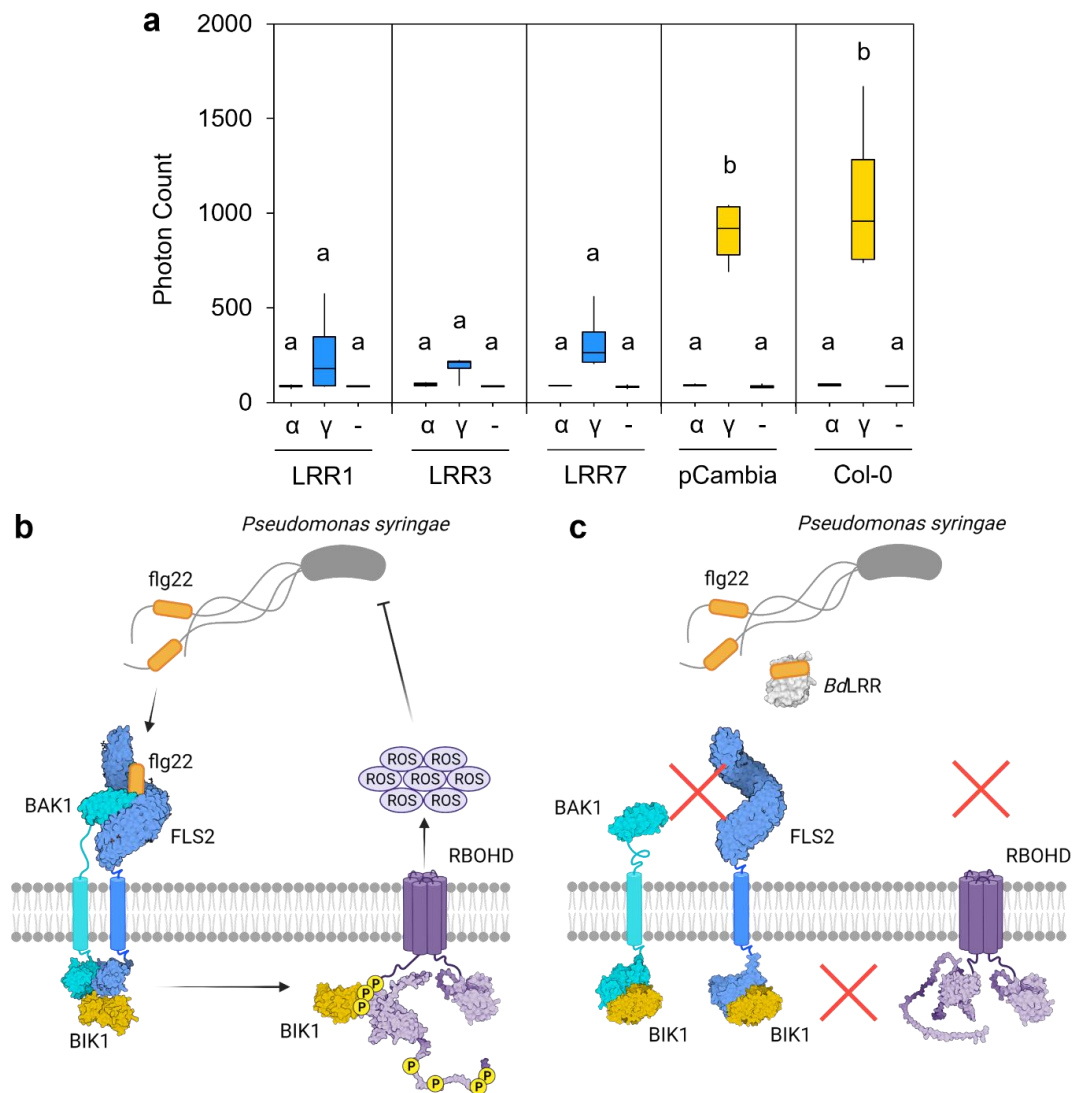 a
2000
1500
1000
500
0
Photon Count
a a a
a a a
a a a
a b a
a b a
α γ -
α γ -
α γ -
α γ -
α γ -
LRR1 LRR3 LRR7 pCambia Col-0
b
Pseudomonas syringae
flg22
flg22
BAK1
FLS2
BIK1
ROS ROS
ROS ROS ROS
ROS ROS
RBOHD
BIK1
P
P
P
P
P
P
P
c
Pseudomonas syringae
flg22
BdLRR
BAK1
FLS2
RBOHD
BIK1 BIK1